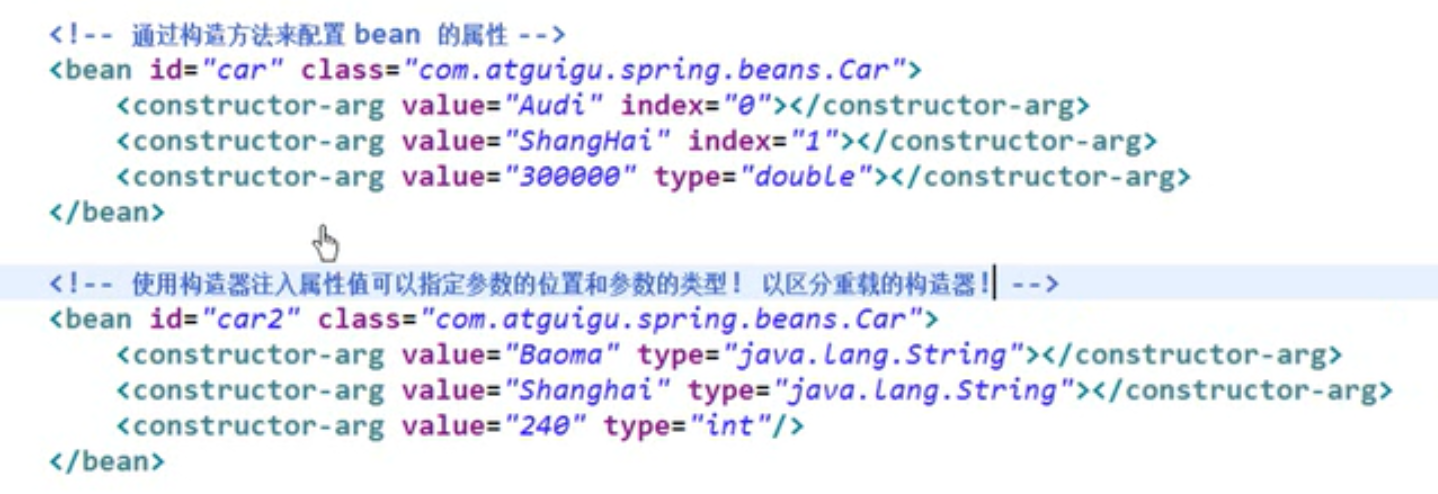 <!-- 通过构造方法来配置 bean 的属性 -->
<bean id="car" class="com.atguigu.spring.beans.Car">
    <constructor-arg value="Audi" index="0"></constructor-arg>
    <constructor-arg value="ShangHai" index="1"></constructor-arg>
    <constructor-arg value="300000" type="double"></constructor-arg>
</bean>
<!-- 使用构造器注入属性值可以指定参数的位置和参数的类型! 以区分重载的构造器! -->
<bean id="car2" class="com.atguigu.spring.beans.Car">
    <constructor-arg value="Baoma" type="java.lang.String"></constructor-arg>
    <constructor-arg value="Shanghai" type="java.lang.String"></constructor-arg>
    <constructor-arg value="240" type="int"/>
</bean>